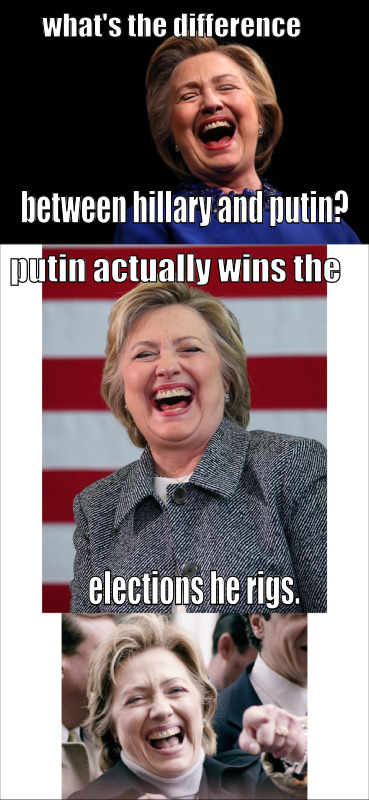 what's the difference
between hillary and putin?
putin actually wins the
elections he rigs.